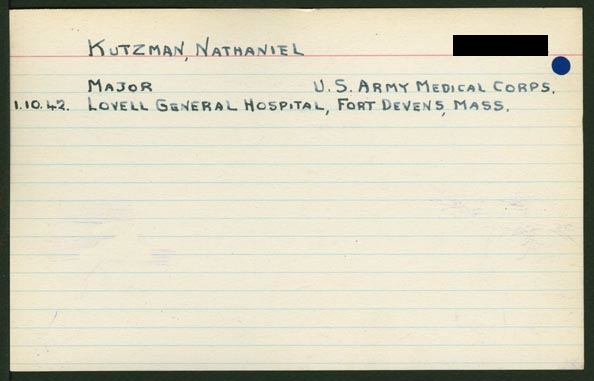 KUTZMAN, NATHANIEL
MAJOR U.S. ARMY MEDICAL CORPS.
1.10.42. LOVELL GENERAL HOSPITAL, FORT DEVENS, MASS.